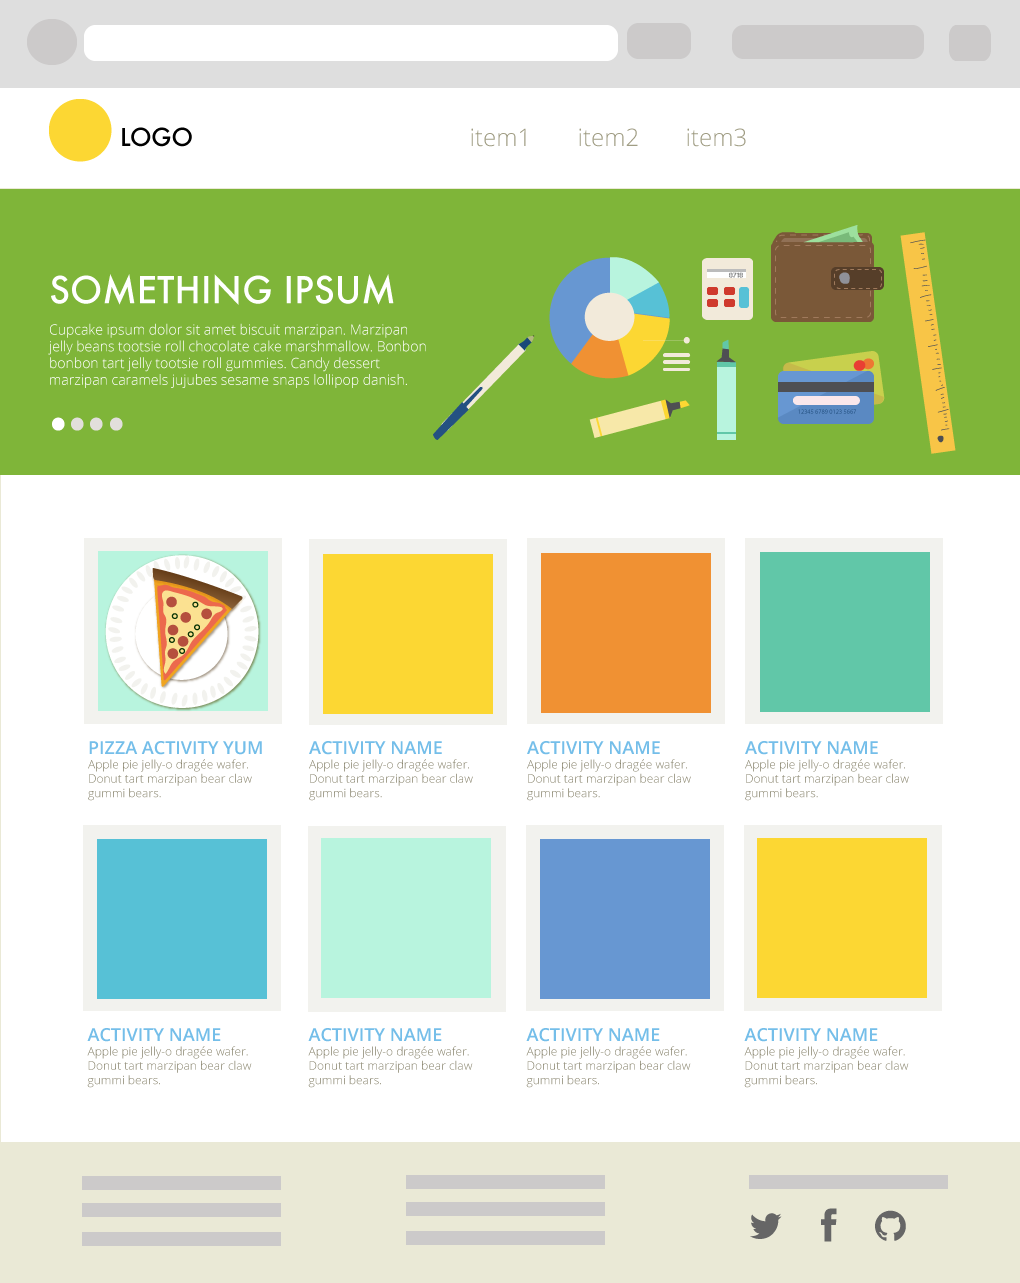 LOGO
item1 item2 item3
SOMETHING IPSUM
Cupcake ipsum dolor sit amet biscuit marzipan. Marzipan
jelly beans tootsie roll chocolate cake marshmallow. Bonbon
bonbon tart jelly tootsie roll gummies. Candy dessert
marzipan caramels jujubes sesame snaps lollipop danish.
0710
12345 6789 0123 5667
PIZZA ACTIVITY YUM
Apple pie jelly-o dragée wafer.
Donut tart marzipan bear claw
gummi bears.
ACTIVITY NAME
Apple pie jelly-o dragée wafer.
Donut tart marzipan bear claw
gummi bears.
ACTIVITY NAME
Apple pie jelly-o dragée wafer.
Donut tart marzipan bear claw
gummi bears.
ACTIVITY NAME
Apple pie jelly-o dragée wafer.
Donut tart marzipan bear claw
gummi bears.
ACTIVITY NAME
Apple pie jelly-o dragée wafer.
Donut tart marzipan bear claw
gummi bears.
ACTIVITY NAME
Apple pie jelly-o dragée wafer.
Donut tart marzipan bear claw
gummi bears.
ACTIVITY NAME
Apple pie jelly-o dragée wafer.
Donut tart marzipan bear claw
gummi bears.
ACTIVITY NAME
Apple pie jelly-o dragée wafer.
Donut tart marzipan bear claw
gummi bears.